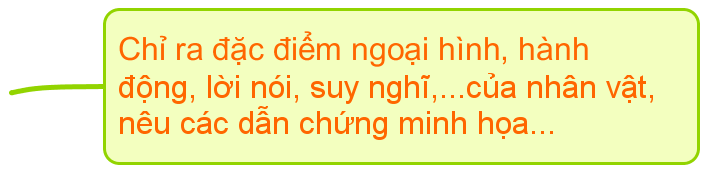 Chỉ ra đặc điểm ngoại hình, hành
động, lời nói, suy nghĩ,...của nhân vật,
nêu các dẫn chứng minh họa...